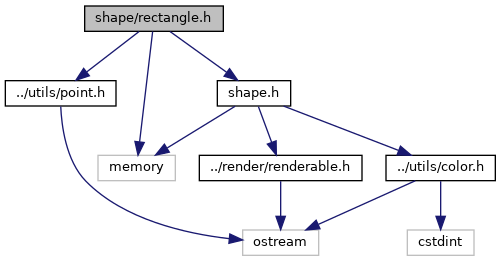 shape/rectangle.h
../utils/point.h
shape.h
memory
../render/renderable.h
../utils/color.h
ostream
cstdint